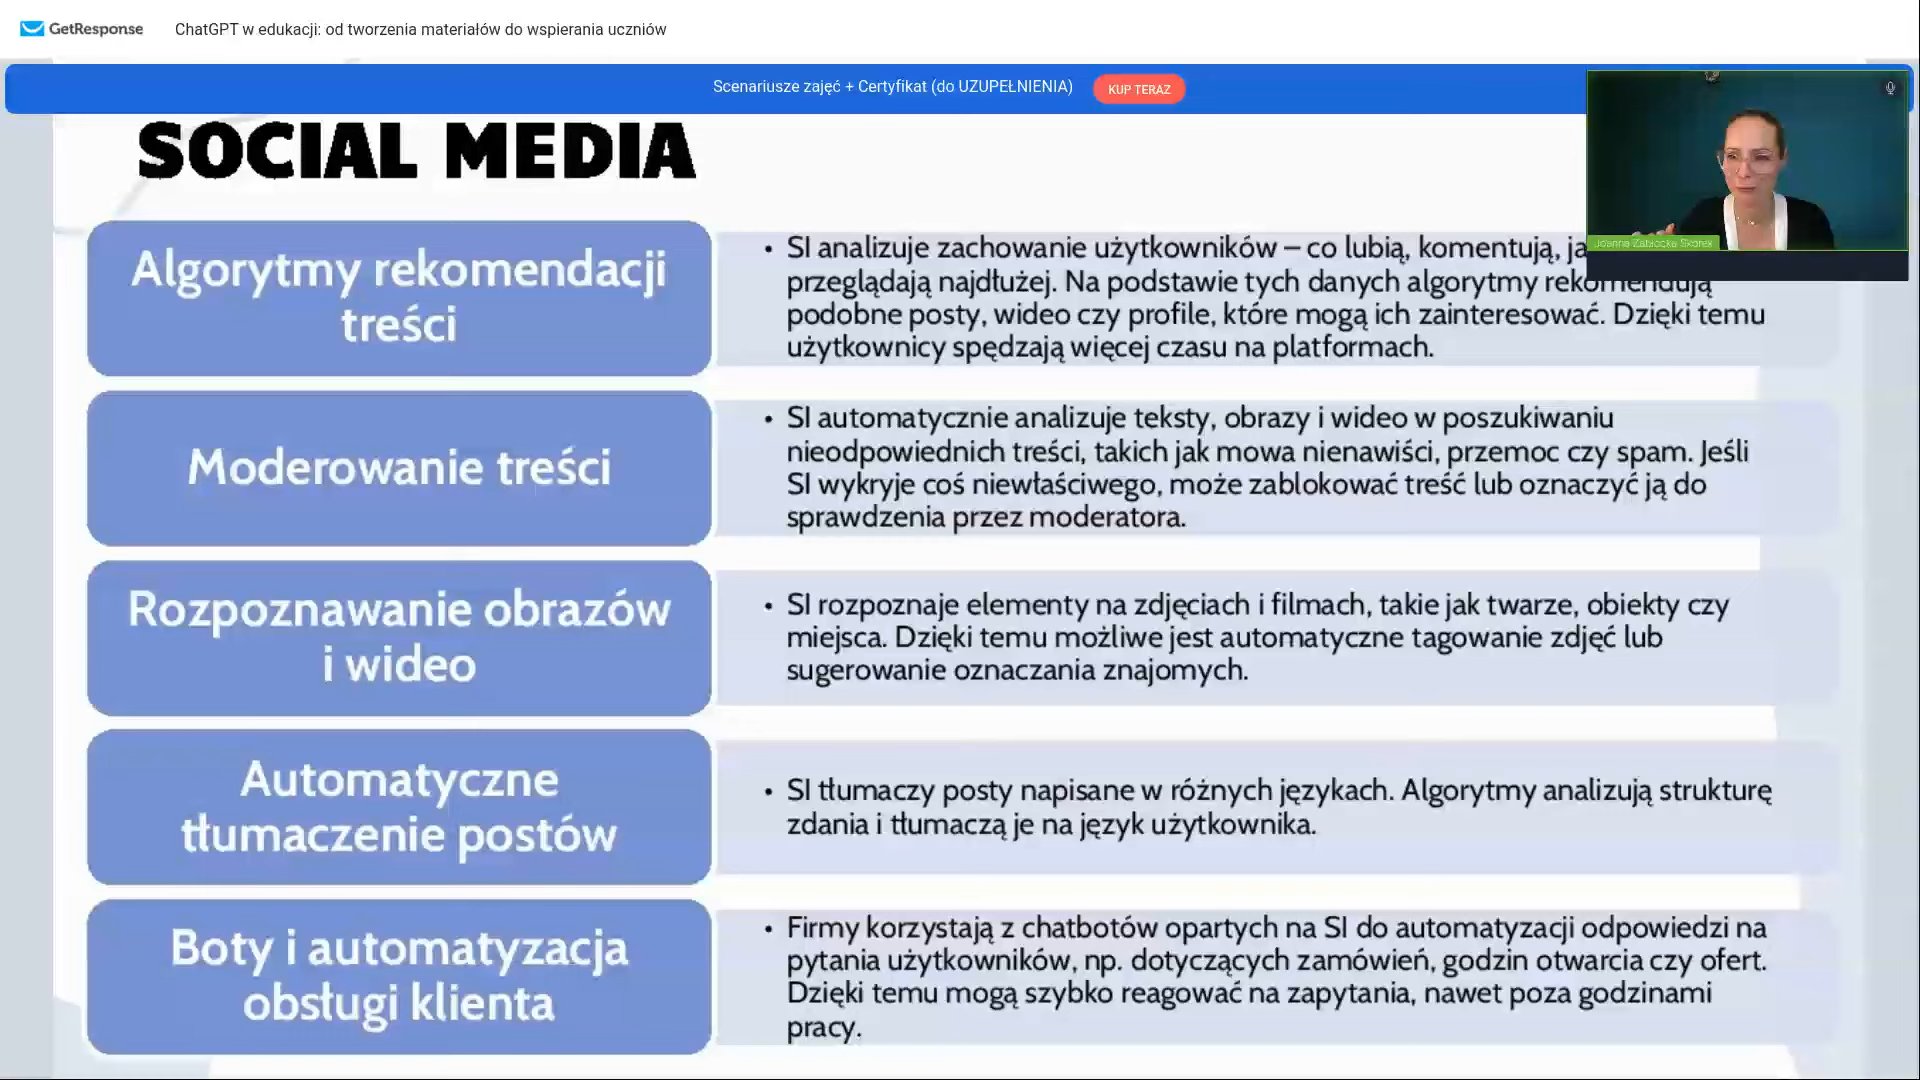 GetResponse
ChatGPT w edukacji: od tworzenia materiałów do wspierania uczniów
Scenariusze zajęć + Certyfikat (do UZUPEŁNIENIA)
KUP TERAZ
SOCIAL MEDIA
Joanna Zabłocka Skorek
Algorytmy rekomendacji
treści
• SI analizuje zachowanie użytkowników – co lubią, komentują, ja
przeglądają najdłużej. Na podstawie tych danych algorytmy rekomendują
podobne posty, wideo czy profile, które mogą ich zainteresować. Dzięki temu
użytkownicy spędzają więcej czasu na platformach.
Moderowanie treści
• SI automatycznie analizuje teksty, obrazy i wideo w poszukiwaniu
nieodpowiednich treści, takich jak mowa nienawiści, przemoc czy spam. Jeśli
SI wykryje coś niewłaściwego, może zablokować treść lub oznaczyć ją do
sprawdzenia przez moderatora.
Rozpoznawanie obrazów
i wideo
• SI rozpoznaje elementy na zdjęciach i filmach, takie jak twarze, obiekty czy
miejsca. Dzięki temu możliwe jest automatyczne tagowanie zdjęć lub
sugerowanie oznaczania znajomych.
Automatyczne
tłumaczenie postów
• SI tłumaczy posty napisane w różnych językach. Algorytmy analizują strukturę
zdania i tłumaczą je na język użytkownika.
Boty i automatyzacja
obsługi klienta
• Firmy korzystają z chatbotów opartych na SI do automatyzacji odpowiedzi na
pytania użytkowników, np. dotyczących zamówień, godzin otwarcia czy ofert.
Dzięki temu mogą szybko reagować na zapytania, nawet poza godzinami
pracy.